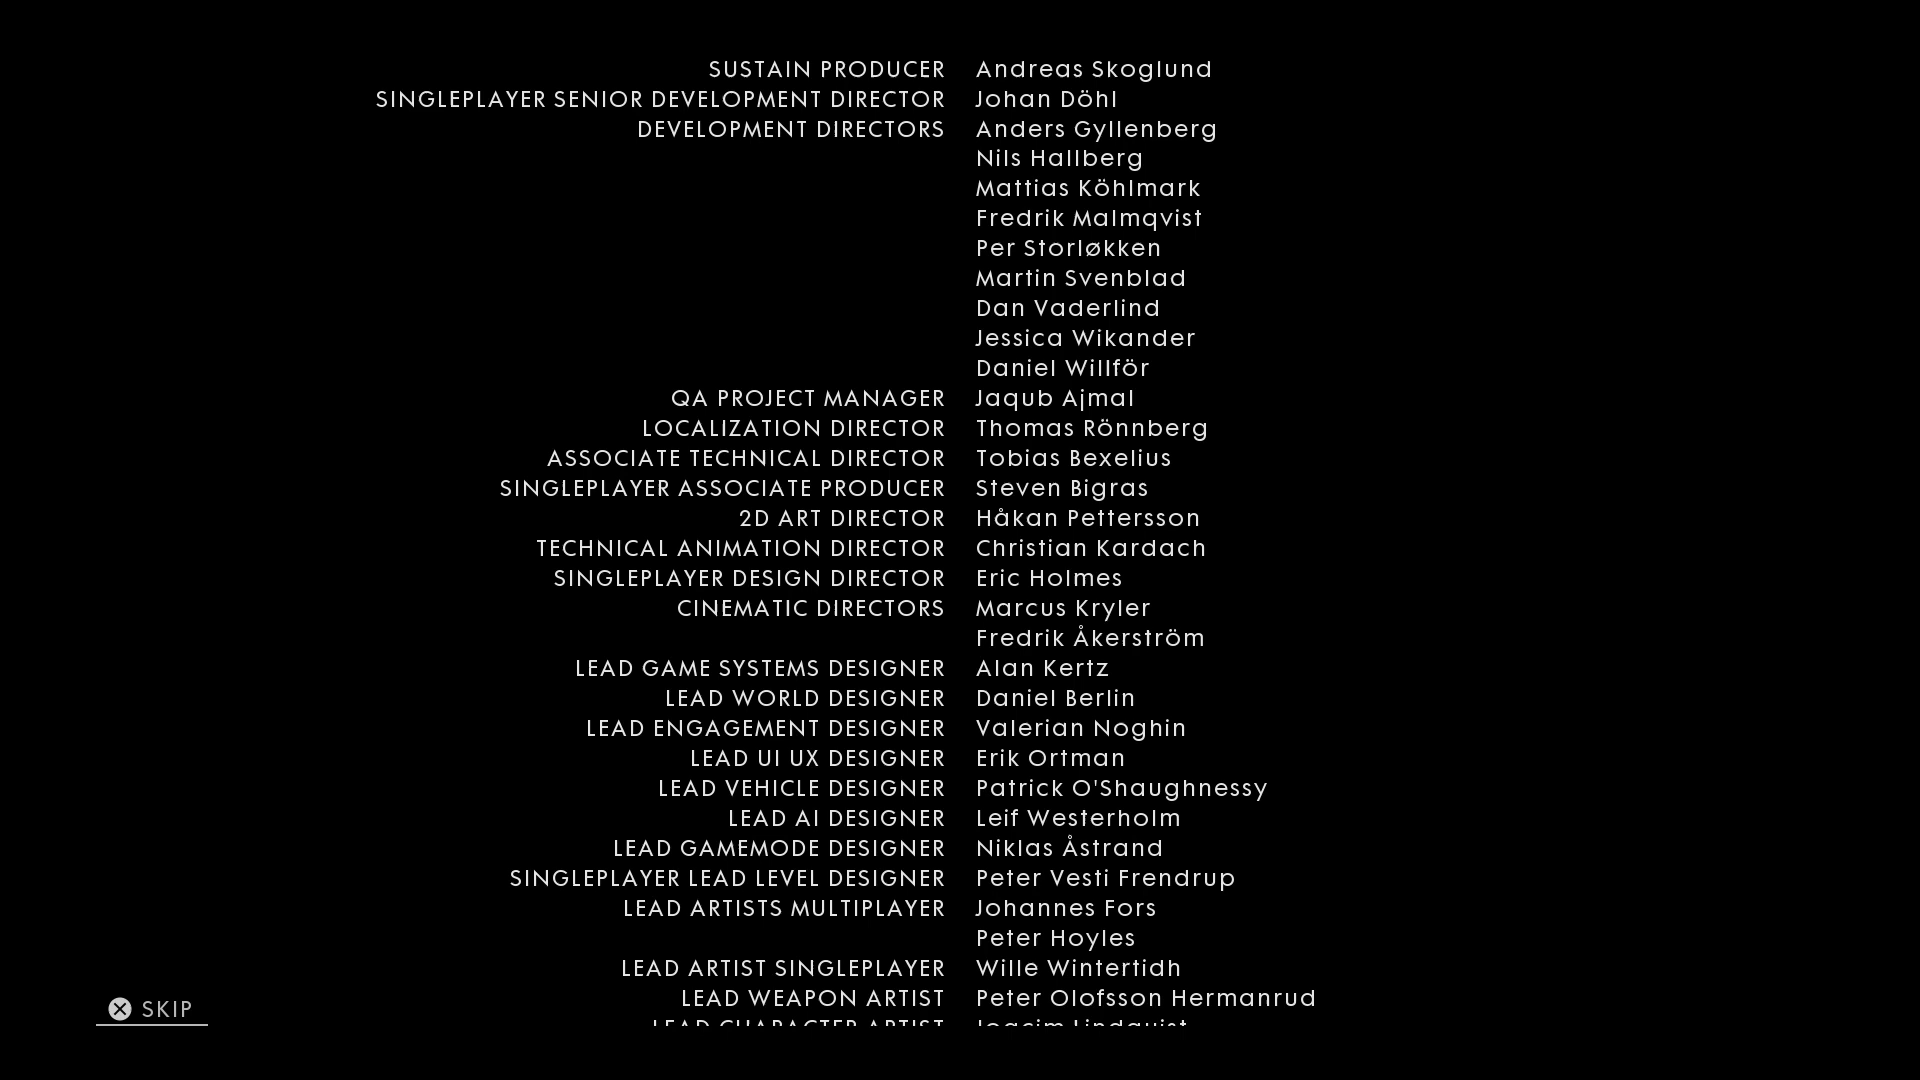 SUSTAIN PRODUCER Andreas Skoglund
SINGLEPLAYER SENIOR DEVELOPMENT DIRECTOR Johan Döhl
DEVELOPMENT DIRECTORS Anders Gyllenberg
Nils Hallberg
Mattias Köhlmark
Fredrik Malmqvist
Per Storløkken
Martin Svenblad
Dan Vaderlind
Jessica Wikander
Daniel Willför
QA PROJECT MANAGER Jaqub Ajmal
LOCALIZATION DIRECTOR Thomas Rönnberg
ASSOCIATE TECHNICAL DIRECTOR Tobias Bexelius
SINGLEPLAYER ASSOCIATE PRODUCER Steven Bigras
2D ART DIRECTOR Håkan Pettersson
TECHNICAL ANIMATION DIRECTOR Christian Kardach
SINGLEPLAYER DESIGN DIRECTOR Eric Holmes
CINEMATIC DIRECTORS Marcus Kryler
Fredrik Åkerström
LEAD GAME SYSTEMS DESIGNER Alan Kertz
LEAD WORLD DESIGNER Daniel Berlin
LEAD ENGAGEMENT DESIGNER Valerian Noghin
LEAD UI UX DESIGNER Erik Ortman
LEAD VEHICLE DESIGNER Patrick O'Shaughnessy
LEAD AI DESIGNER Leif Westerholm
LEAD GAMEMODE DESIGNER Niklas Åstrand
SINGLEPLAYER LEAD LEVEL DESIGNER Peter Vesti Frendrup
LEAD ARTISTS MULTIPLAYER Johannes Fors
Peter Hoyles
LEAD ARTIST SINGLEPLAYER Wille Wintertidh
LEAD WEAPON ARTIST Peter Olofsson Hermanrud
LEAD CHARACTER ARTIST Joacim Lindquist
SKIP